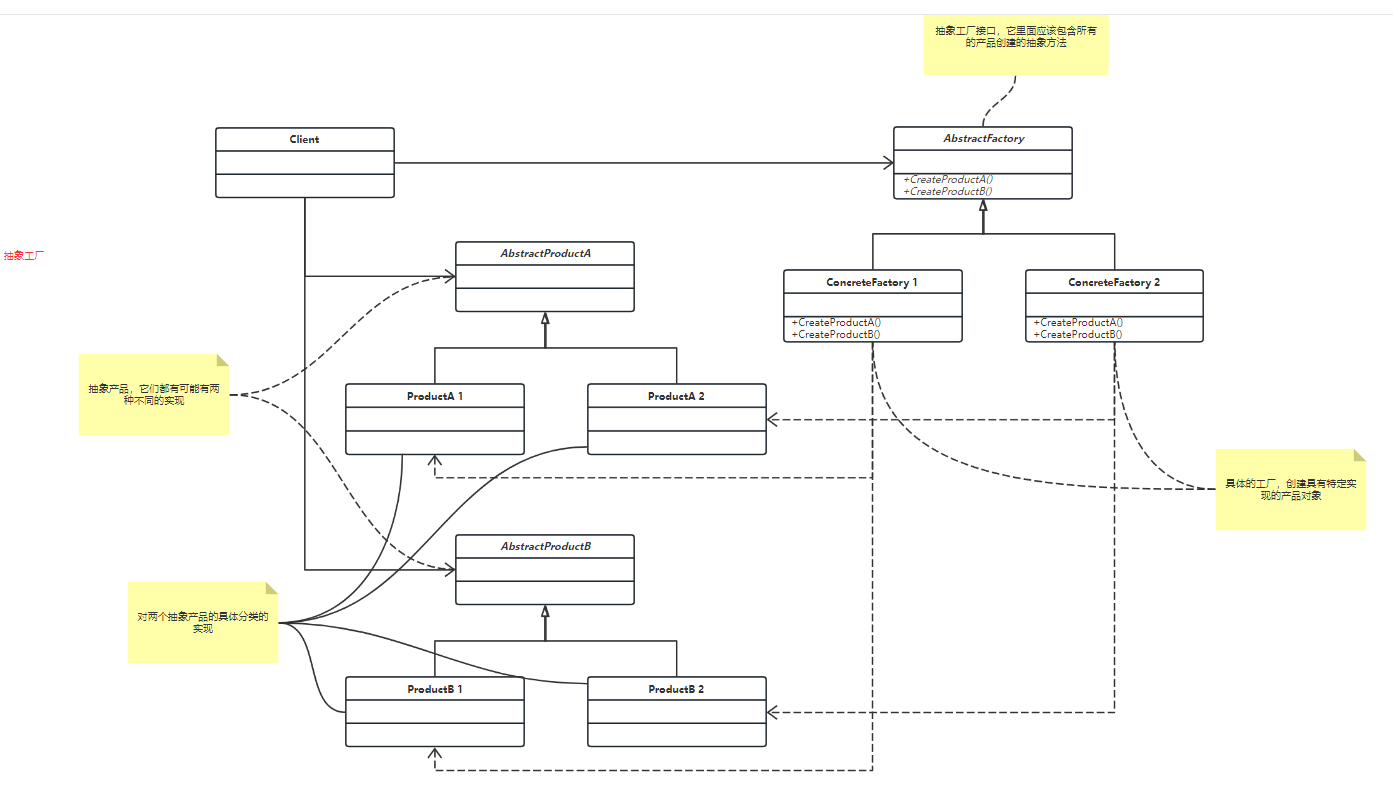 抽象工厂接口，它里面应该包含所有
的产品创建的抽象方法
Client
AbstractFactory
+CreateProductA()
+CreateProductB()
抽象工厂
AbstractProductA
ConcreteFactory 1
+CreateProductA()
+CreateProductB()
ConcreteFactory 2
+CreateProductA()
+CreateProductB()
抽象产品，它们都有可能有两
种不同的实现
ProductA 1
ProductA 2
具体的工厂，创建具有特定实
现的产品对象
AbstractProductB
对两个抽象产品的具体分类的
实现
ProductB 1
ProductB 2